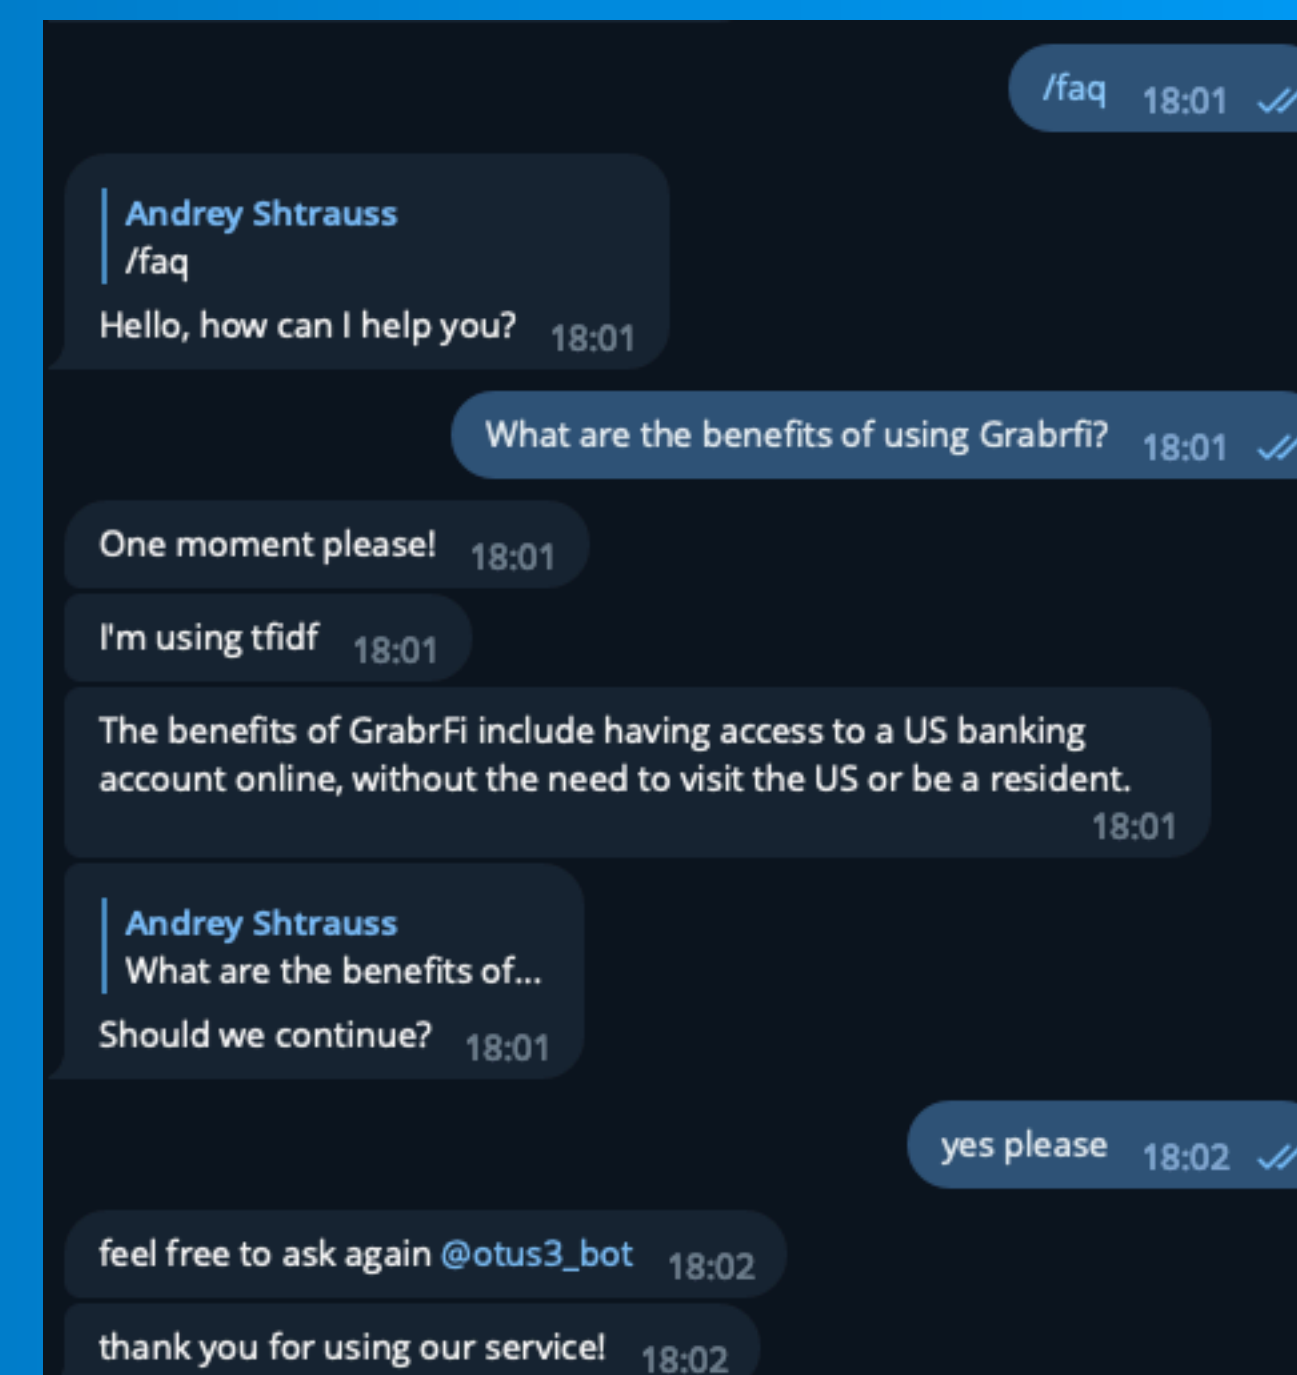 /faq 18:01
Andrey Shtrauss
/faq
Hello, how can I help you? 18:01
What are the benefits of using Grabrfi? 18:01
One moment please! 18:01
I'm using tfidf 18:01
The benefits of GrabrFi include having access to a US banking
account online, without the need to visit the US or be a resident.
18:01
Andrey Shtrauss
What are the benefits of...
Should we continue? 18:01
yes please 18:02
feel free to ask again @otus3_bot 18:02
thank you for using our service! 18:02